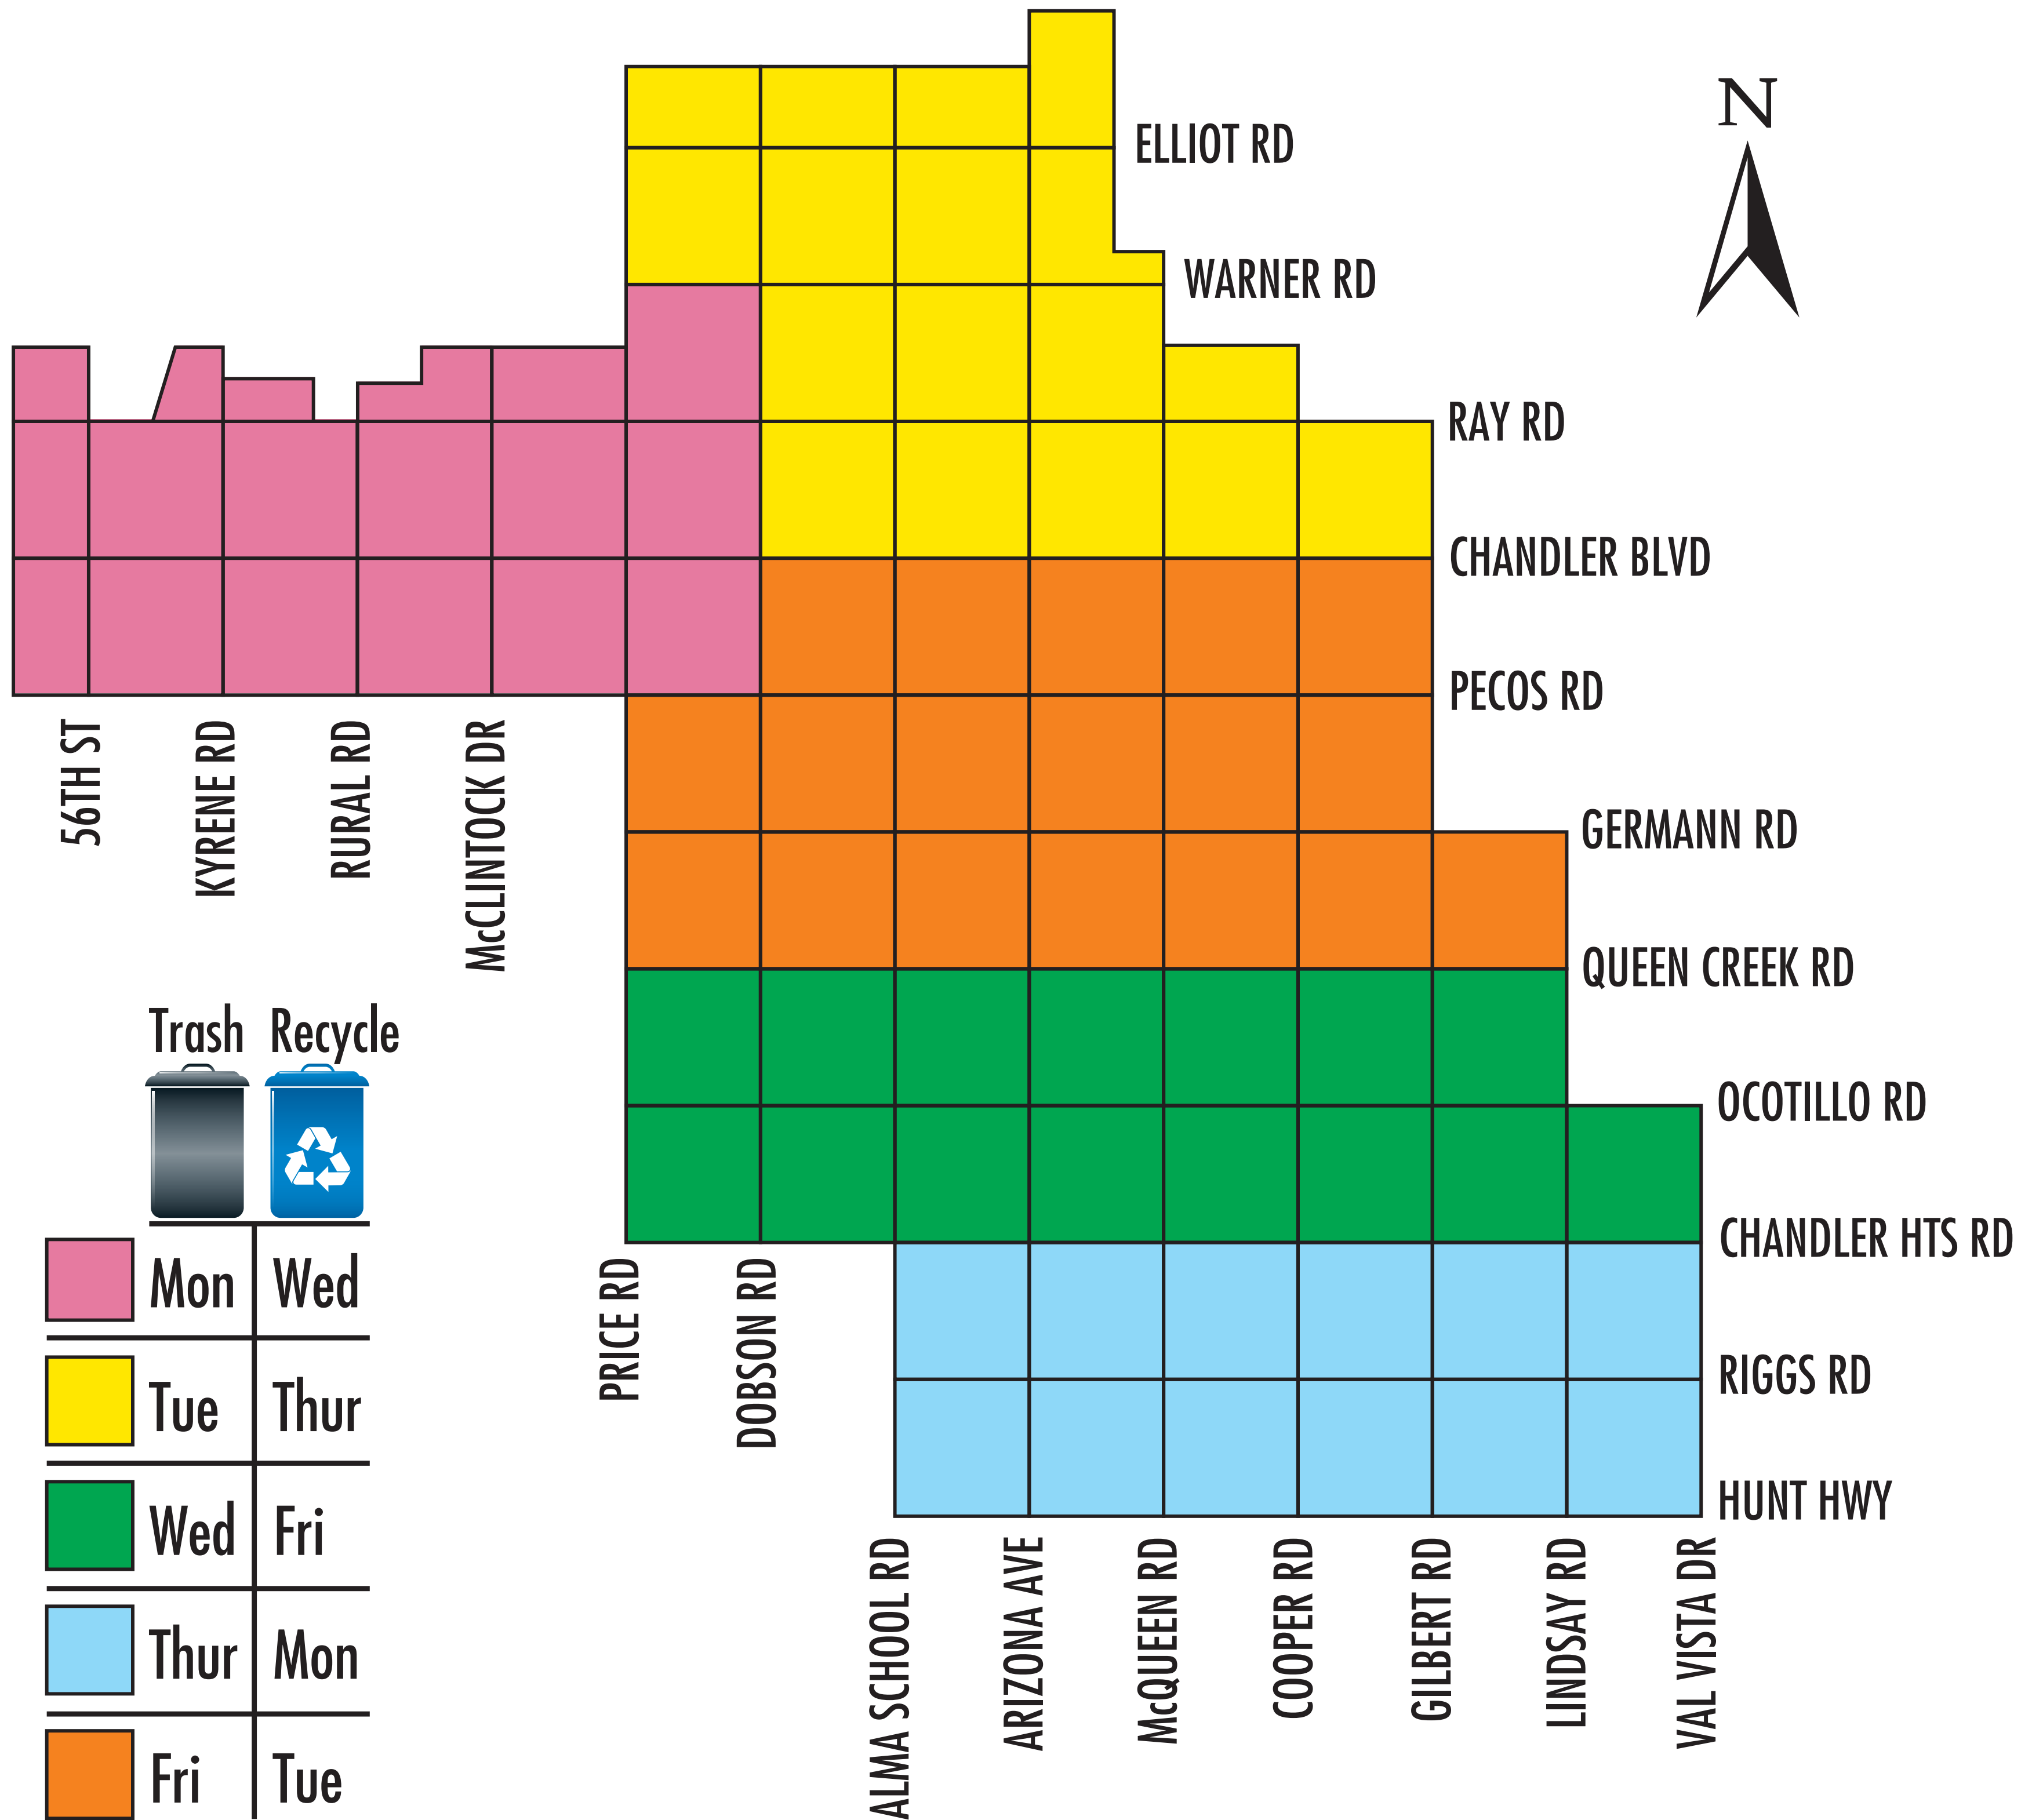 N
ELLIOT RD
WARNER RD
RAY RD
CHANDLER BLVD
PECOS RD
56TH ST
KYRENE RD
RURAL RD
McCLINTOCK DR
GERMANN RD
QUEEN CREEK RD
OCOTILLO RD
CHANDLER HTS RD
RIGGS RD
HUNT HWY
PRICE RD
DOBSON RD
ALMA SCHOOL RD
ARIZONA AVE
McQUEEN RD
COOPER RD
GILBERT RD
LINDSAY RD
VAL VISTA DR
Trash Recycle
Mon Wed
Tue Thur
Wed Fri
Thur Mon
Fri Tue